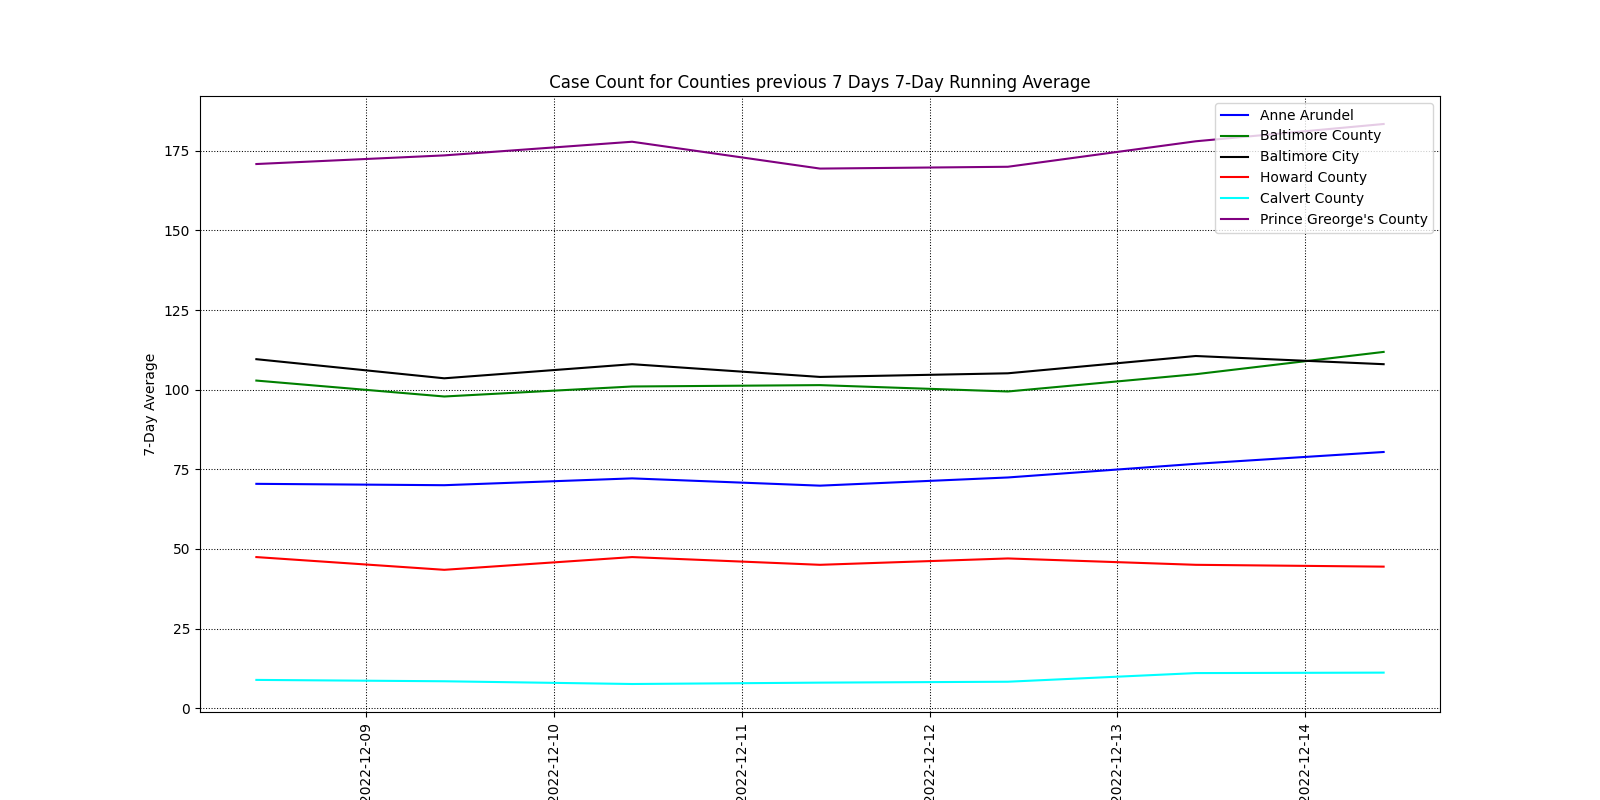 Case Count for Counties previous 7 Days 7-Day Running Average
7-Day Average
175
150
125
100
75
50
25
0
Anne Arundel
Baltimore County
Baltimore City
Howard County
Calvert County
Prince Greorge's County
2022-12-09
2022-12-10
2022-12-11
2022-12-12
2022-12-13
2022-12-14